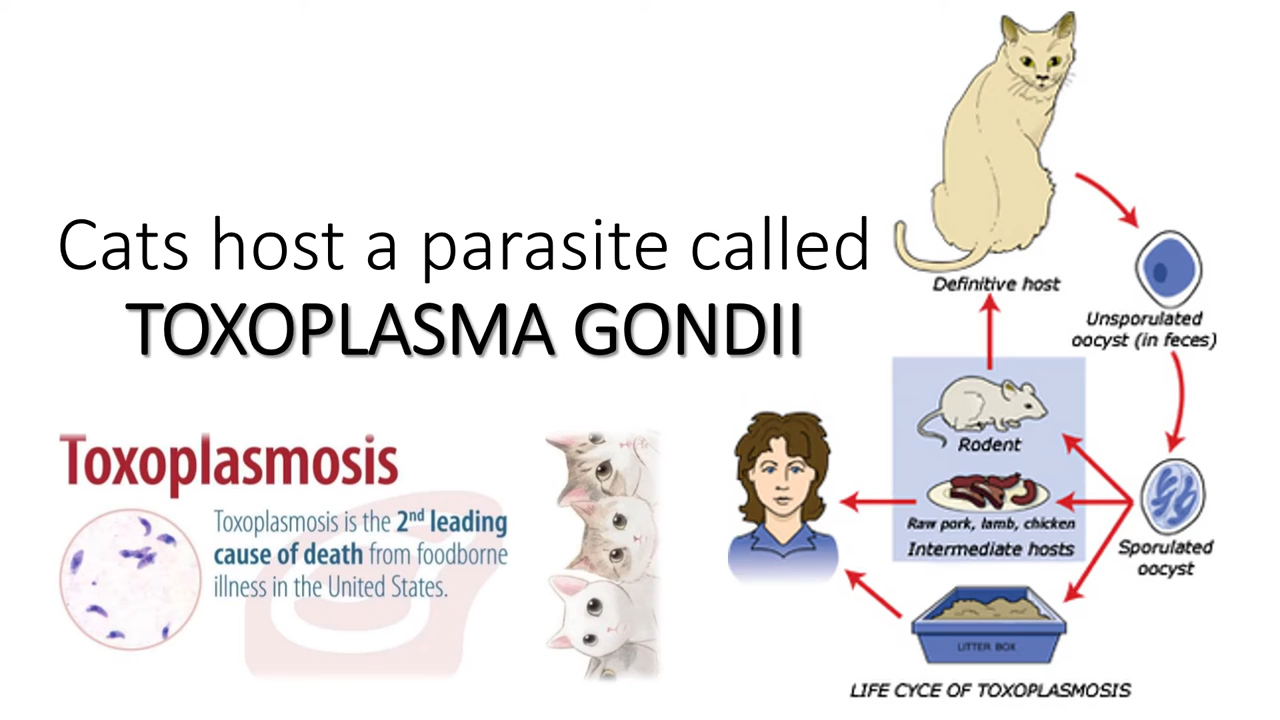 Cats host a parasite called
TOXOPLASMA GONDII
Toxoplasmosis
Toxoplasmosis is the 2nd leading
cause of death from foodborne
illness in the United States.
Definitive host
Unsporulated
oocyst (in feces)
Rodent
Raw pork, lamb, chicken
Intermediate hosts
Sporulated
oocyst
LITTER BOX
LIFE CYCE OF TOXOPLASMOSIS